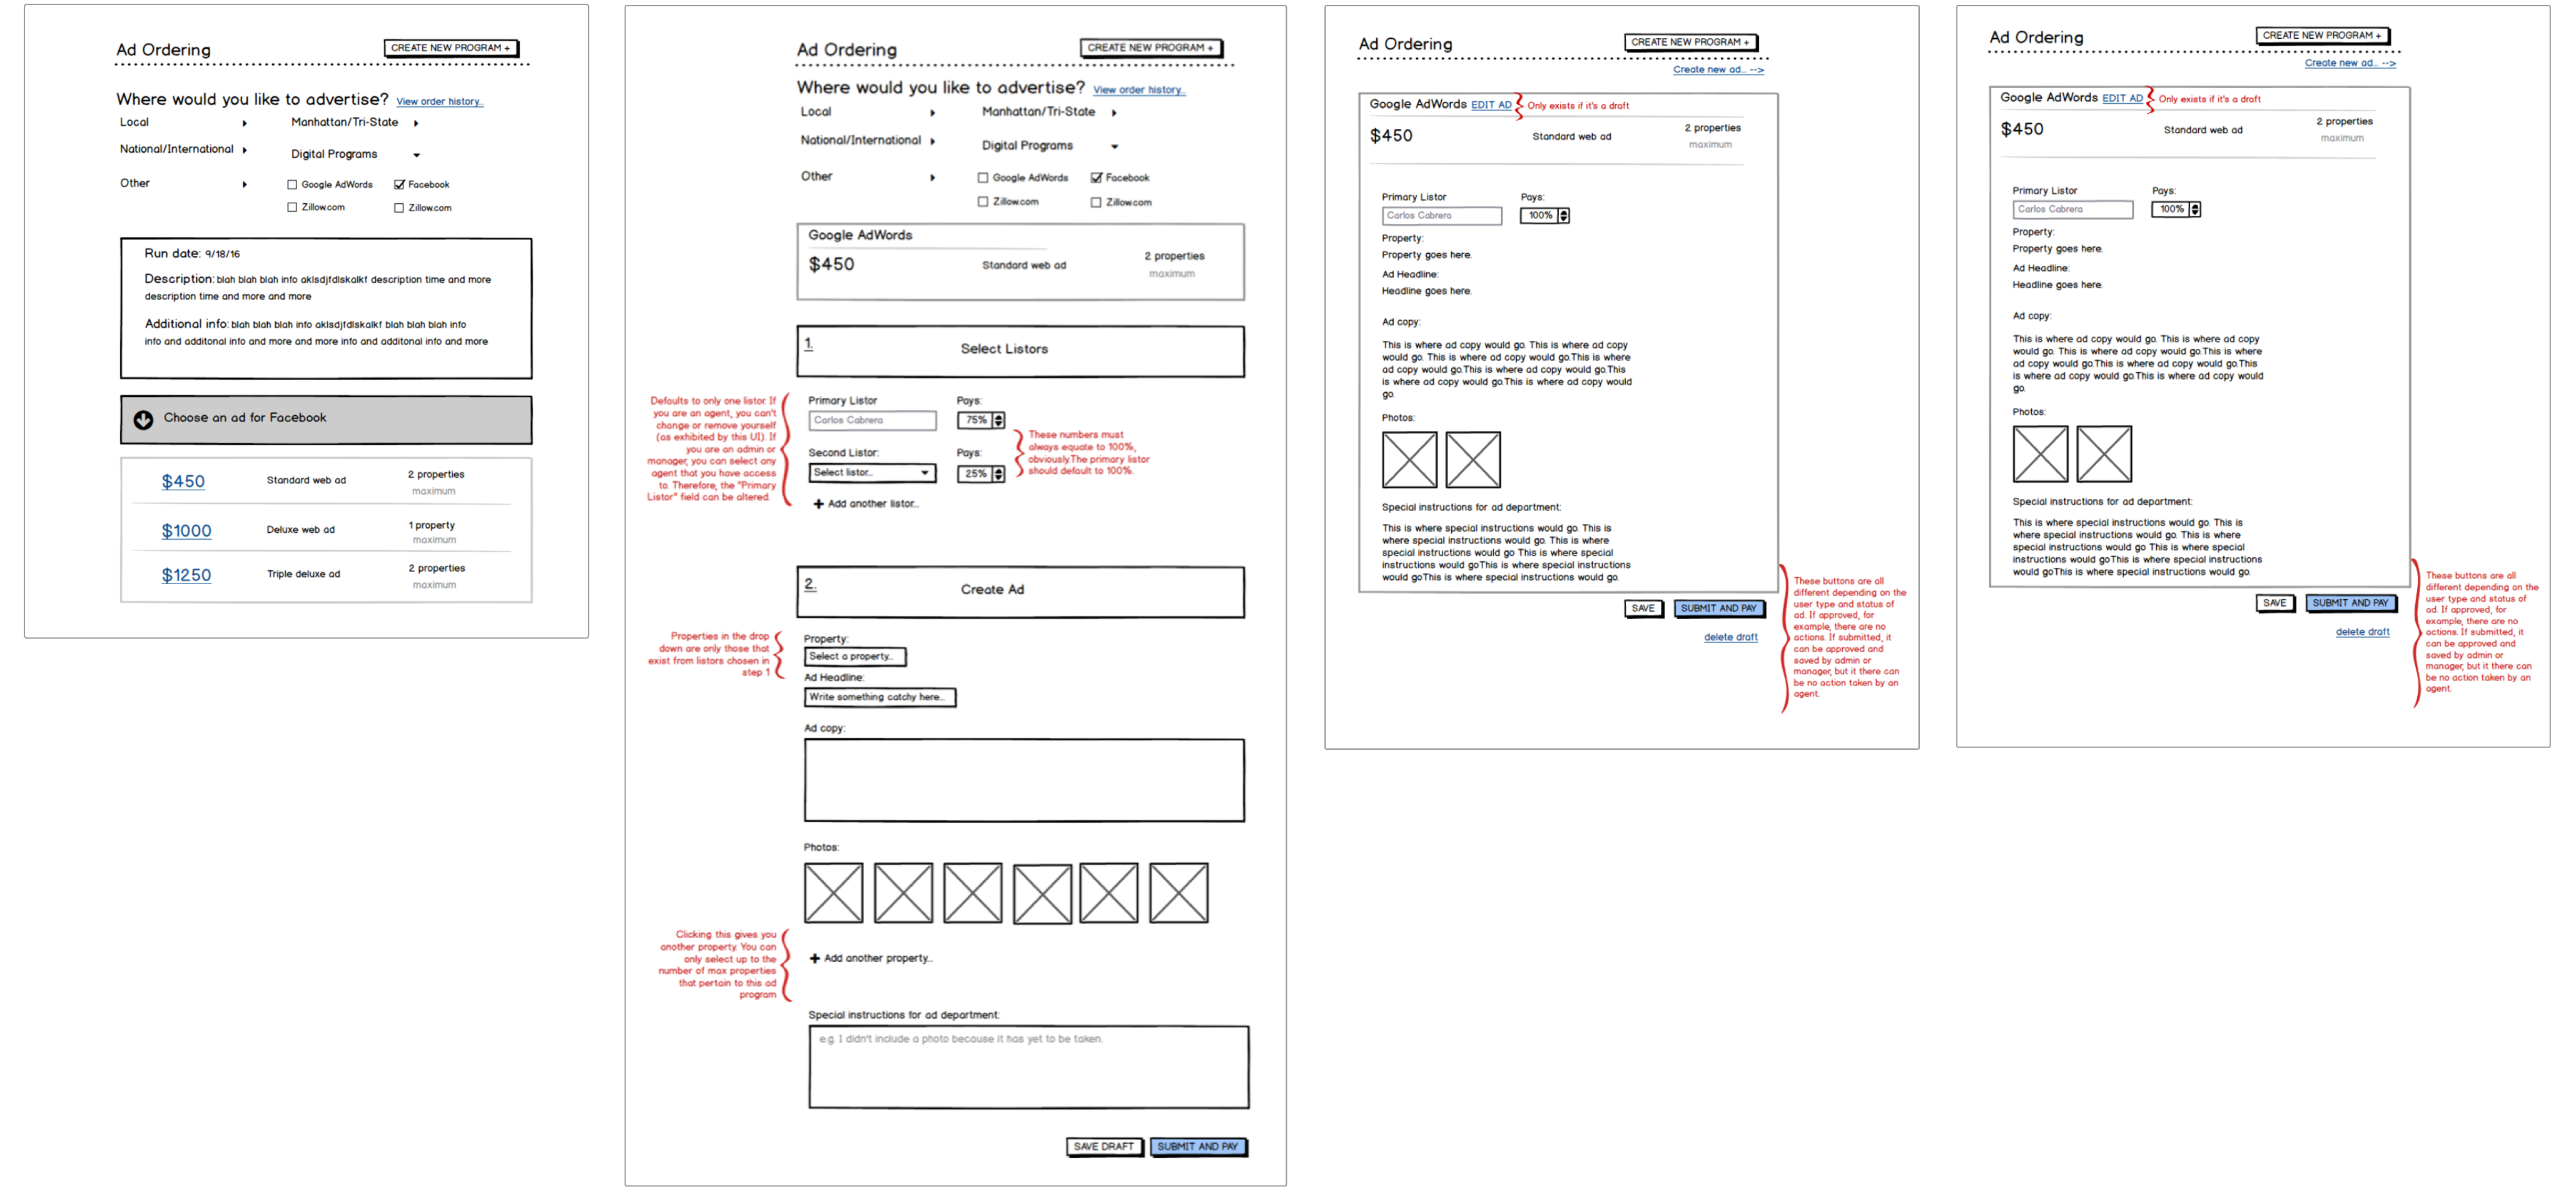 Ad Ordering
CREATE NEW PROGRAM +
Where would you like to advertise? View order history...
Local
Manhattan/Tri-State
National/International
Digital Programs
Other
Google AdWords
Facebook
Zillow.com
Zillow.com
Run date: 9/18/16
Description: blah blah blah info aklsdjfdlskalkf description time and more
description time and more and more
Additional info: blah blah blah info aklsdjfdlskalkf blah blah blah info
info and additonal info and more and more info and additonal info and more
Choose an ad for Facebook
$450
Standard web ad
2 properties
maximum
$1000
Deluxe web ad
1 property
maximum
$1250
Triple deluxe ad
2 properties
maximum
Ad Ordering
CREATE NEW PROGRAM +
Where would you like to advertise? View order history...
Local
Manhattan/Tri-State
National/International
Digital Programs
Other
Google AdWords
Facebook
Zillow.com
Zillow.com
Google AdWords
$450
Standard web ad
2 properties
maximum
1.
Select Listors
Defaults to only one listor. If
you are an agent, you can't
change or remove yourself
(as exhibited by this UI). If
you are an admin or
manager, you can select any
agent that you have access
to. Therefore, the "Primary
Listor" field can be altered.
Primary Listor
Pays:
Carlos Cabrera
75%
Second Listor:
Pays:
Select listor...
25%
These numbers must
always equate to 100%,
obviously.The primary listor
should default to 100%.
Add another listor...
2.
Create Ad
Properties in the drop
down are only those that
exist from listors chosen in
step 1
Property:
Select a property...
Ad Headline:
Write something catchy here...
Ad copy:
Photos:
Clicking this gives you
another property. You can
only select up to the
number of max properties
that pertain to this ad
program
Add another property...
Special instructions for ad department:
e.g. I didn't include a photo because it has yet to be taken.
SAVE DRAFT
SUBMIT AND PAY
Ad Ordering
CREATE NEW PROGRAM +
Create new ad... -->
Google AdWords EDIT AD
Only exists if it's a draft
$450
Standard web ad
2 properties
maximum
Primary Listor
Pays:
Carlos Cabrera
100%
Property:
Property goes here.
Ad Headline:
Headline goes here.
Ad copy:
This is where ad copy would go. This is where ad copy
would go. This is where ad copy would go.This is where
ad copy would go.This is where ad copy would go.This
is where ad copy would go.This is where ad copy would
go.
Photos:
Special instructions for ad department:
This is where special instructions would go. This is
where special instructions would go. This is where
special instructions would go This is where special
instructions would goThis is where special instructions
would goThis is where special instructions would go.
SAVE
SUBMIT AND PAY
delete draft
These buttons are all
different depending on the
user type and status of
ad. If approved, for
example, there are no
actions. If submitted, it
can be approved and
saved by admin or
manager, but it there can
be no action taken by an
agent.
Ad Ordering
CREATE NEW PROGRAM +
Create new ad... -->
Google AdWords EDIT AD
Only exists if it's a draft
$450
Standard web ad
2 properties
maximum
Primary Listor
Pays:
Carlos Cabrera
100%
Property:
Property goes here.
Ad Headline:
Headline goes here.
Ad copy:
This is where ad copy would go. This is where ad copy
would go. This is where ad copy would go.This is where
ad copy would go.This is where ad copy would go.This
is where ad copy would go.This is where ad copy would
go.
Photos:
Special instructions for ad department:
This is where special instructions would go. This is
where special instructions would go. This is where
special instructions would go This is where special
instructions would goThis is where special instructions
would goThis is where special instructions would go.
SAVE
SUBMIT AND PAY
delete draft
These buttons are all
different depending on the
user type and status of
ad. If approved, for
example, there are no
actions. If submitted, it
can be approved and
saved by admin or
manager, but it there can
be no action taken by an
agent.